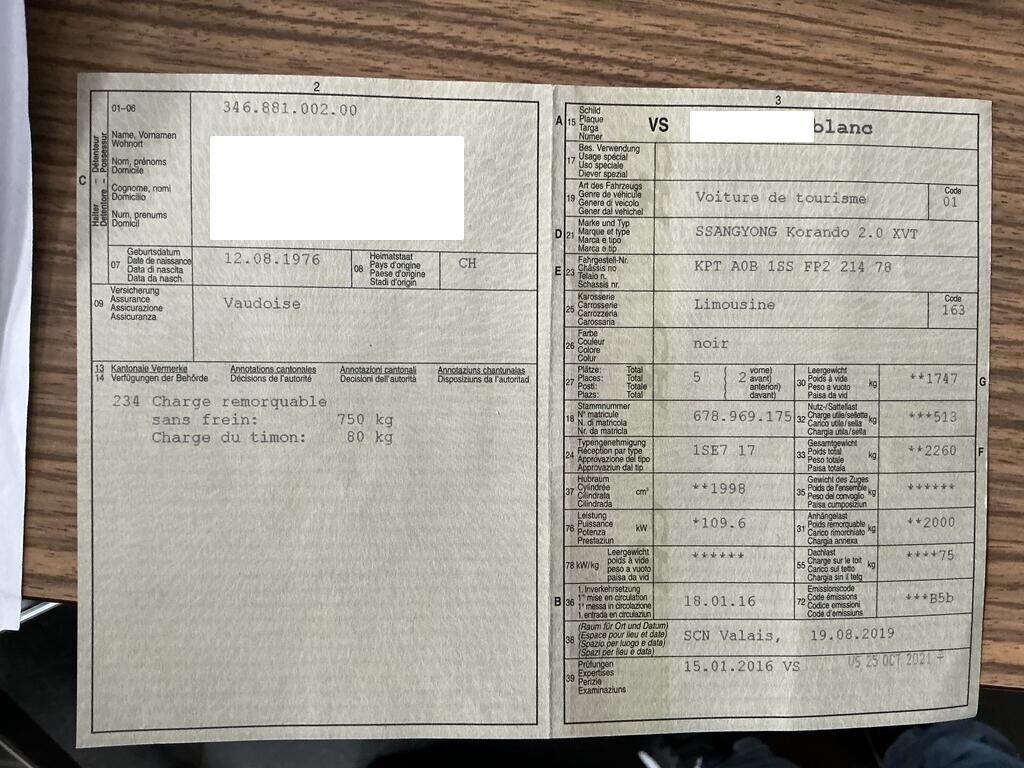 2
01-06
346.881.002.00
C
Halter – Détenteur
Detentore – Possessur
Name, Vornamen
Wohnort
Nom, prénoms
Domicile
Cognome, nomi
Domicilio
Num, prenums
Domicil
07
Geburtsdatum
Date de naissance
Data di nascita
Data da nasch.
12.08.1976
08
Heimatstaat
Pays d'origine
Paese d'origine
Stadi d'origin
CH
09
Versicherung
Assurance
Assicurazione
Assicuranza
Vaudoise
13 Kantonale Vermerke Annotations cantonales Annotazioni cantonali Annotaziuns chantunalas
14 Verfügungen der Behörde Décisions de l'autorité Decisioni dell'autorità Disposiziuns da l'autoritad
234 Charge remorquable
sans frein: 750 kg
Charge du timon: 80 kg
3
A 15
Schild
Plaque
Targa
Numer
VS blanc
17
Bes. Verwendung
Usage spécial
Uso speciale
Diever spezial
19
Art des Fahrzeugs
Genre de véhicule
Genere di veicolo
Gener dal vehichel
Voiture de tourisme
Code
01
D 21
Marke und Typ
Marque et type
Marca e tipo
Marca e tip
SSANGYONG Korando 2.0 XVT
E 23
Fahrgestell-Nr.
Châssis no
Telaio n.
Schassis nr.
KPT A0B 1SS FP2 214 78
25
Karosserie
Carrosserie
Carrozzeria
Carossaria
Limousine
Code
163
26
Farbe
Couleur
Colore
Colur
noir
27
Plätze: Total
Places: Total
Posti: Totale
Plazs: Total
5 ( 2
vorne)
avant)
anteriori)
davant)
30
Leergewicht
Poids à vide
Peso a vuoto
Paisa da vid
kg
**1747
G
18
Stammnummer
N° matricule
N. di matricola
Nr. da matricla
678.969.175
32
Nutz-/Sattellast
Charge utile/sellette
Carico utile/sella
Chargia utila/sella
kg
***513
24
Typengenehmigung
Réception par type
Approvazione del tipo
Approvaziun dal tip
1SE7 17
33
Gesamtgewicht
Poids total
Peso totale
Paisa totala
kg
**2260
F
37
Hubraum
Cylindrée
Cilindrata
Cilindrada
cm³
**1998
35
Gewicht des Zuges
Poids de l'ensemble
Peso del convoglio
Paisa cumposiziun
kg
******
76
Leistung
Puissance
Potenza
Prestaziun
kW
*109.6
31
Anhängelast
Poids remorquable
Carico rimorchiato
Chargia annexa
kg
**2000
78 kW/kg
Leergewicht
poids à vide
peso a vuoto
paisa da vid
******
55
Dachlast
Charge sur le toit
Carico sul tetto
Chargia sin il tetg
kg
****75
B 36
1. Inverkehrsetzung
1re mise en circulation
1a messa in circolazione
1. entrada en circulaziun
18.01.16
72
Emissionscode
Code émissions
Codice emissioni
Code d'emissiuns
***B5b
38
(Raum für Ort und Datum)
(Espace pour lieu et date)
(Spazio per luogo e data)
(Spazi per lieu e data)
SCN Valais, 19.08.2019
39
Prüfungen
Expertises
Perizie
Examinaziuns
15.01.2016 VS
VS 25 OCT 2021